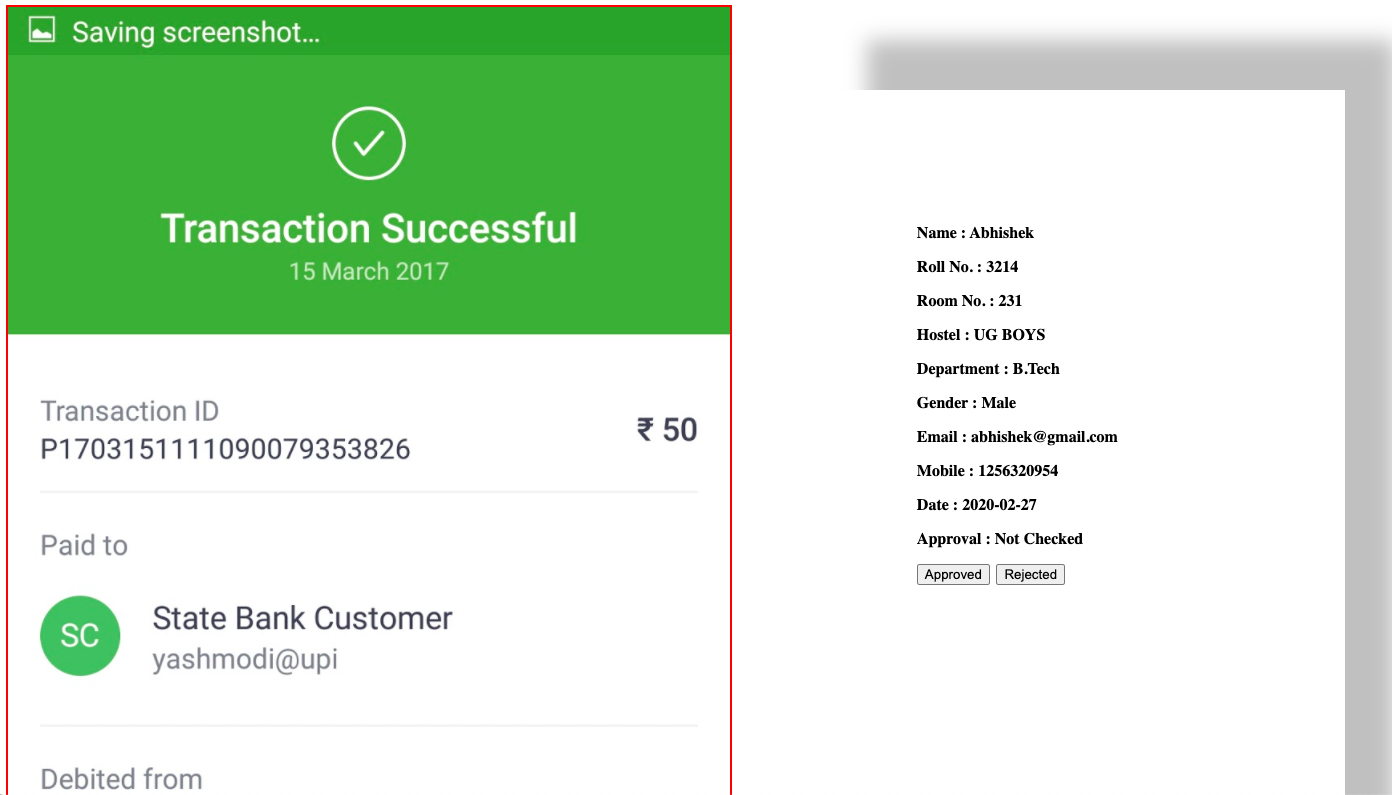 Saving screenshot...
Transaction Successful
15 March 2017
Transaction ID
P1703151111090079353826
₹ 50
Paid to
SC
State Bank Customer
yashmodi@upi
Debited from
Name : Abhishek
Roll No. : 3214
Room No. : 231
Hostel : UG BOYS
Department : B.Tech
Gender : Male
Email : abhishek@gmail.com
Mobile : 1256320954
Date : 2020-02-27
Approval : Not Checked
Approved Rejected